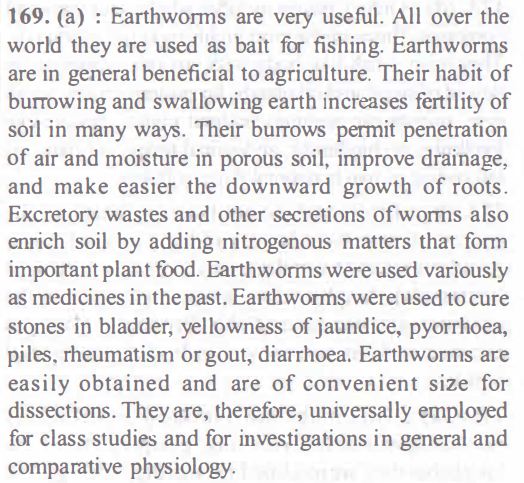 169. (a) : Earthworms are very useful. All over the
world they are used as bait for fishing. Earthworms
are in general beneficial to agriculture. Their habit of
burrowing and swallowing earth increases fertility of
soil in many ways. Their burrows permit penetration
of air and moisture in porous soil, improve drainage,
and make easier the downward growth of roots.
Excretory wastes and other secretions of worms also
enrich soil by adding nitrogenous matters that form
important plant food. Earthworms were used variously
as medicines in the past. Earthworms were used to cure
stones in bladder, yellowness of jaundice, pyorrhoea,
piles, rheumatism or gout, diarrhoea. Earthworms are
easily obtained and are of convenient size for
dissections. They are, therefore, universally employed
for class studies and for investigations in general and
comparative physiology.